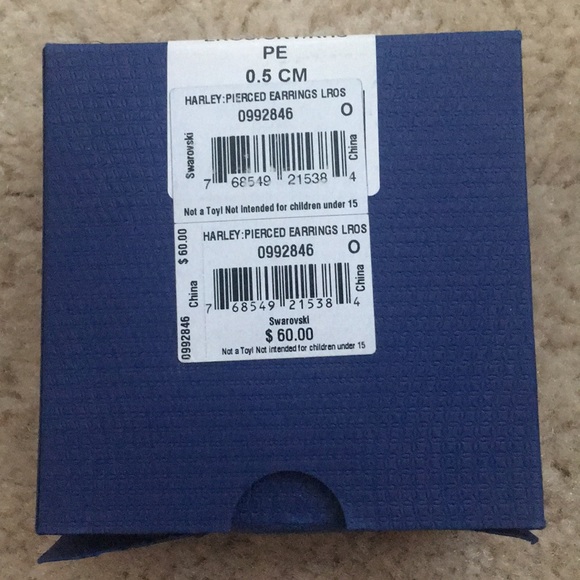 PE
0.5 CM
HARLEY:PIERCED EARRINGS LROS
0992846 O
Swarovski
China
7 68549 21538 4
Not a Toy! Not intended for children under 15
HARLEY:PIERCED EARRINGS LROS
0992846 O
$ 60.00
China
0992846
China
7 68549 21538 4
Swarovski
$ 60.00
Not a Toy! Not intended for children under 15